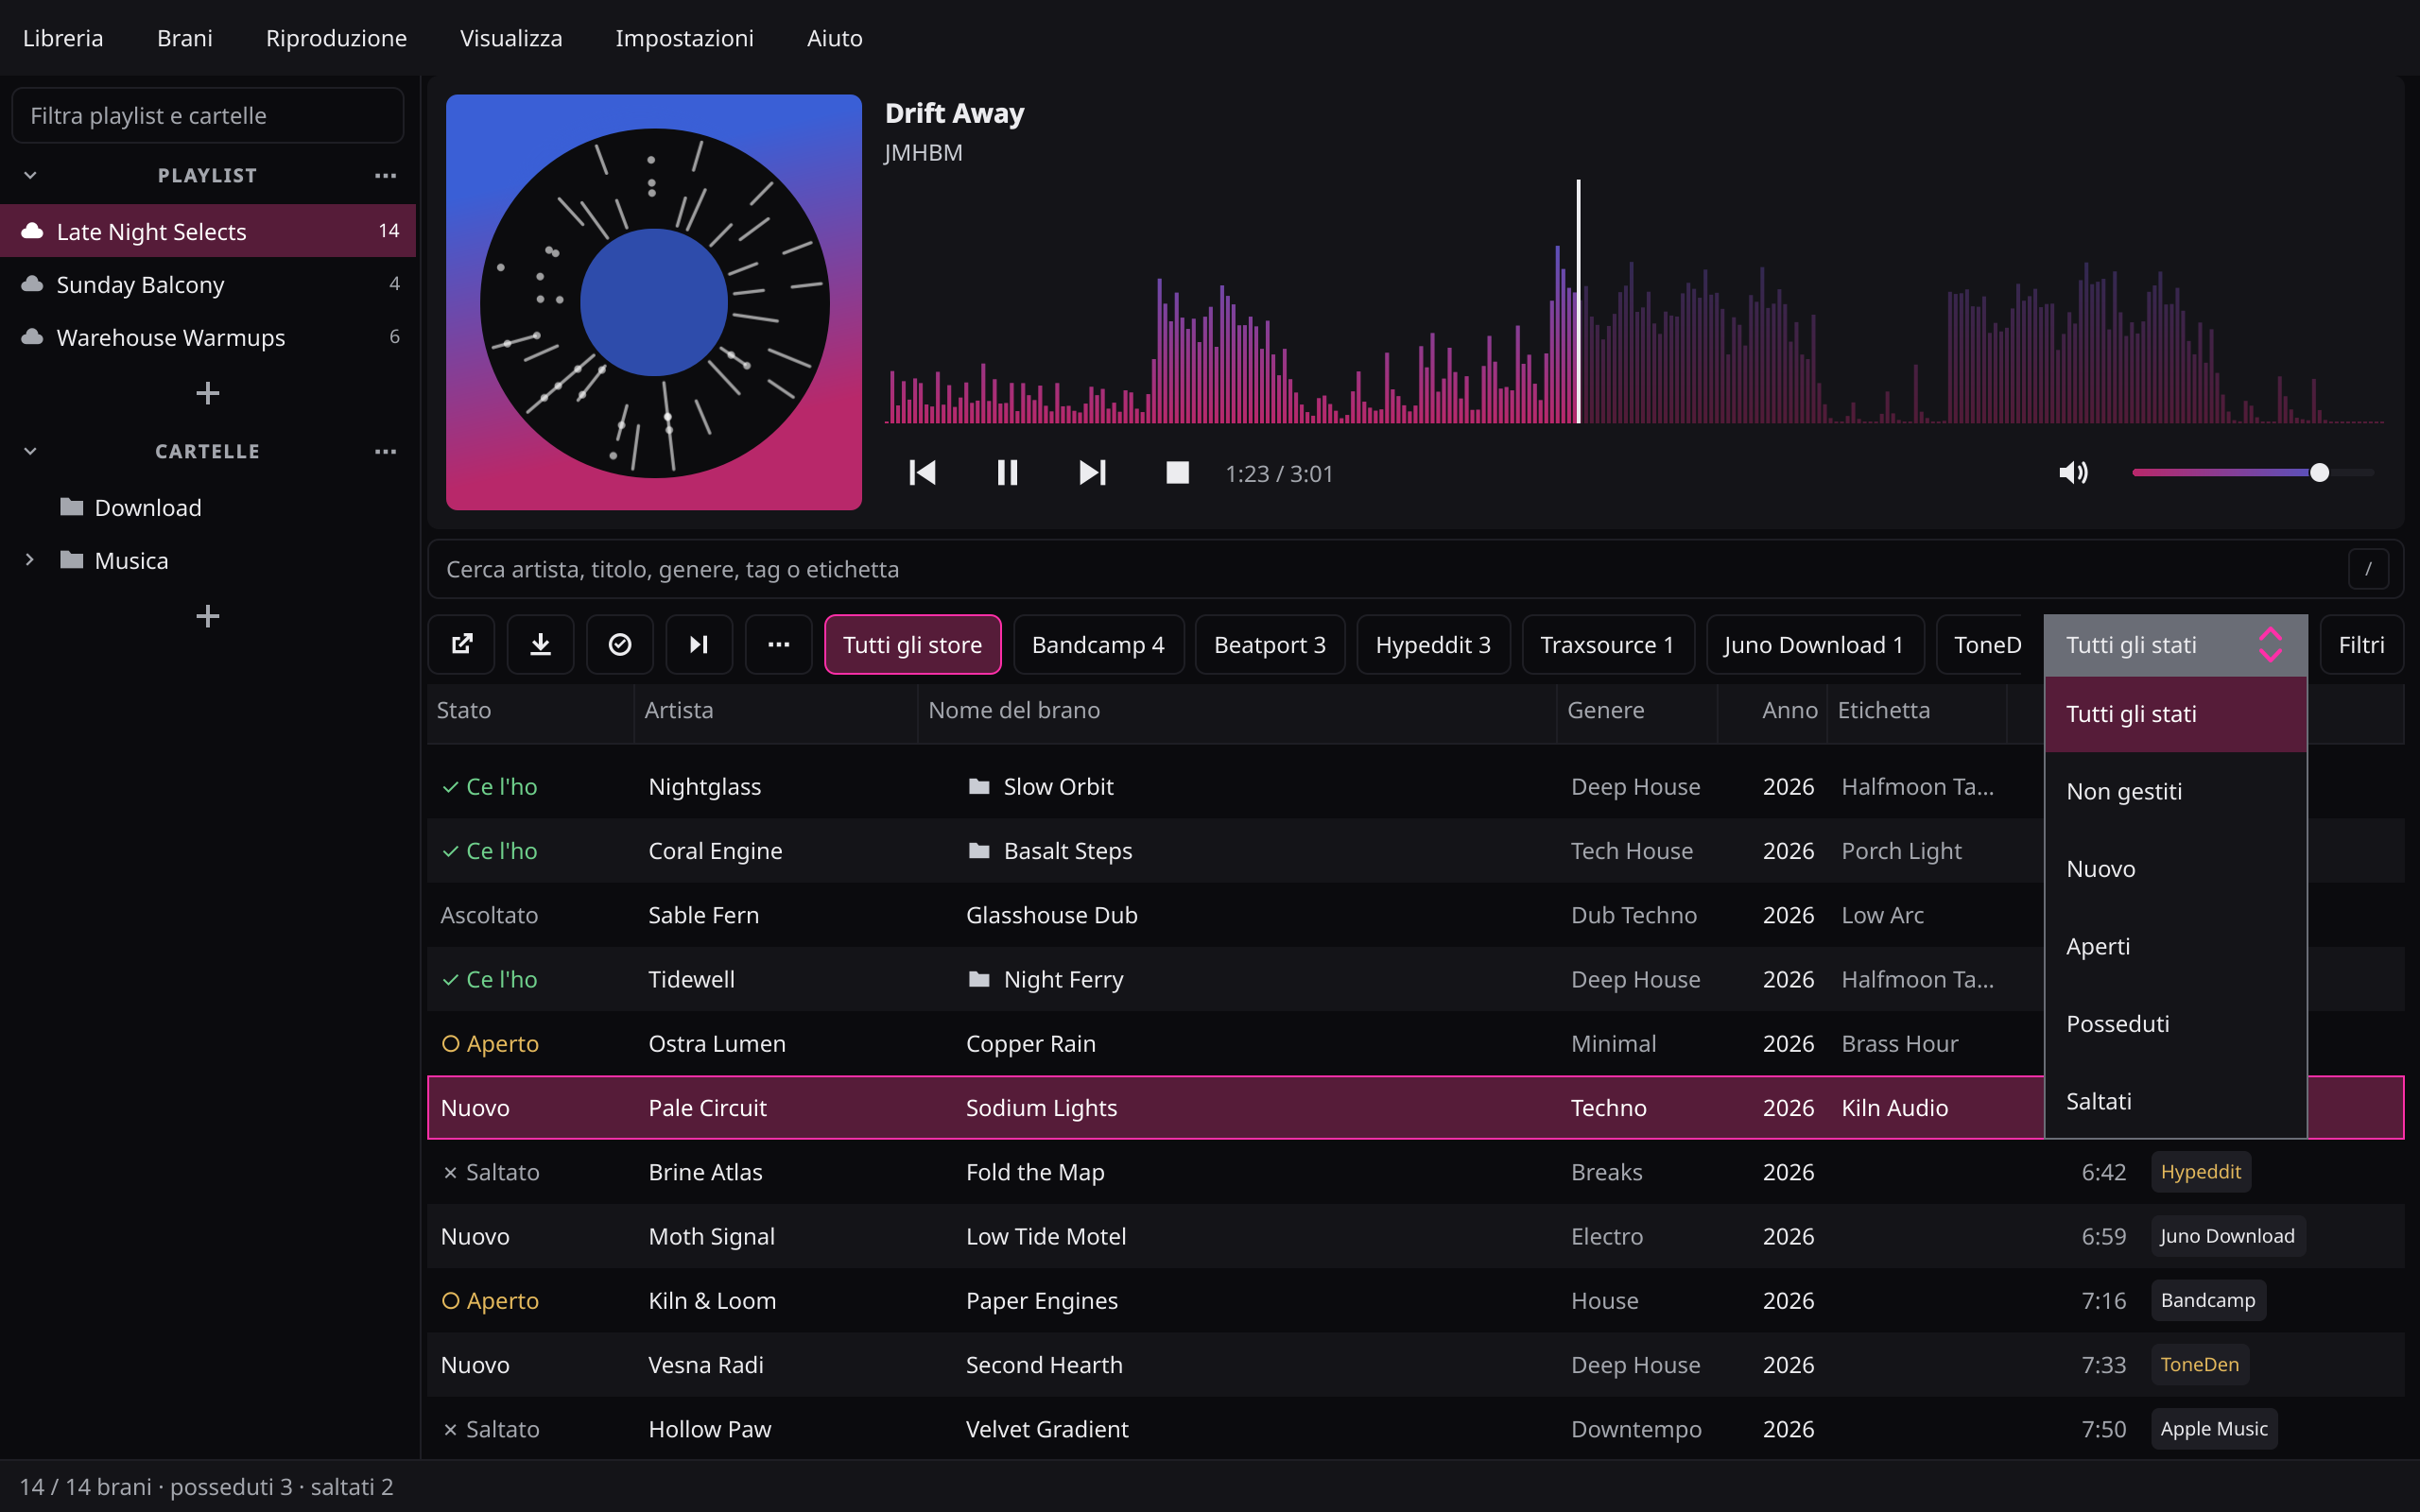 Libreria Brani Riproduzione Visualizza Impostazioni Aiuto
Filtra playlist e cartelle
PLAYLIST
Late Night Selects 14
Sunday Balcony 4
Warehouse Warmups 6
CARTELLE
Download
Musica
Drift Away
JMHBM
1:23 / 3:01
Cerca artista, titolo, genere, tag o etichetta /
Tutti gli store Bandcamp 4 Beatport 3 Hypeddit 3 Traxsource 1 Juno Download 1 ToneD Tutti gli stati Filtri
Tutti gli stati
Non gestiti
Nuovo
Aperti
Posseduti
Saltati
Stato Artista Nome del brano Genere Anno Etichetta
Ce l'ho Nightglass Slow Orbit Deep House 2026 Halfmoon Ta...
Ce l'ho Coral Engine Basalt Steps Tech House 2026 Porch Light
Ascoltato Sable Fern Glasshouse Dub Dub Techno 2026 Low Arc
Ce l'ho Tidewell Night Ferry Deep House 2026 Halfmoon Ta...
Aperto Ostra Lumen Copper Rain Minimal 2026 Brass Hour
Nuovo Pale Circuit Sodium Lights Techno 2026 Kiln Audio
Saltato Brine Atlas Fold the Map Breaks 2026 6:42 Hypeddit
Nuovo Moth Signal Low Tide Motel Electro 2026 6:59 Juno Download
Aperto Kiln & Loom Paper Engines House 2026 7:16 Bandcamp
Nuovo Vesna Radi Second Hearth Deep House 2026 7:33 ToneDen
Saltato Hollow Paw Velvet Gradient Downtempo 2026 7:50 Apple Music
14 / 14 brani · posseduti 3 · saltati 2